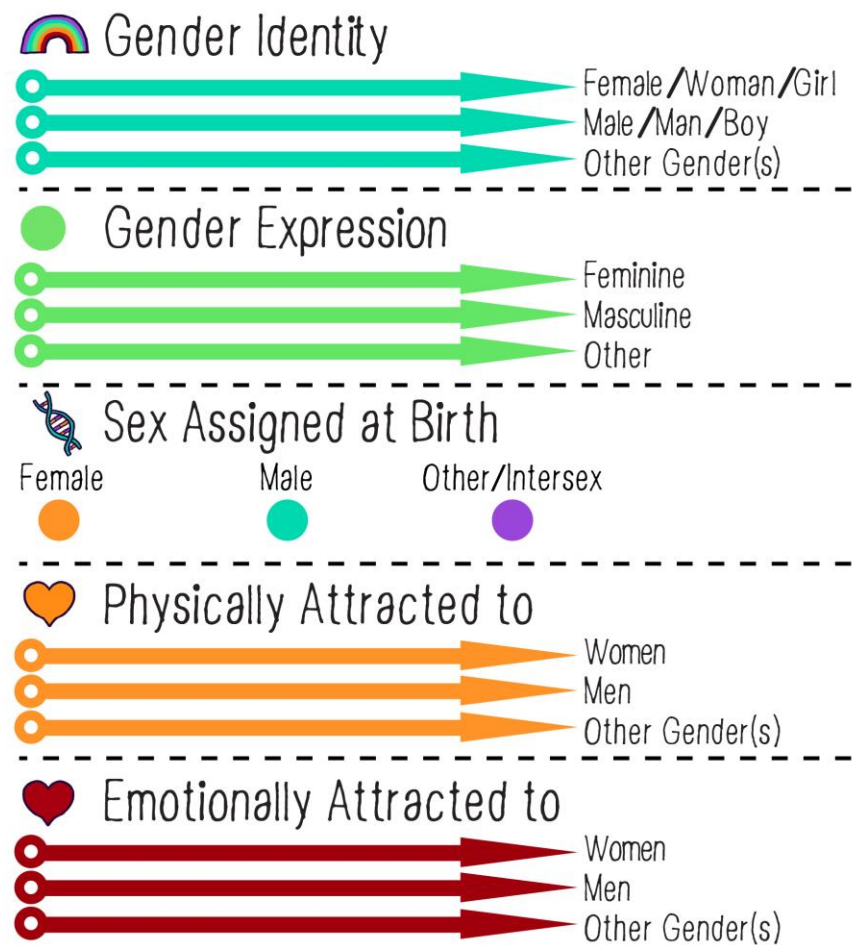 Gender Identity
Female/Woman/Girl
Male/Man/Boy
Other Gender(s)
Gender Expression
Feminine
Masculine
Other
Sex Assigned at Birth
Female Male Other/Intersex
Physically Attracted to
Women
Men
Other Gender(s)
Emotionally Attracted to
Women
Men
Other Gender(s)